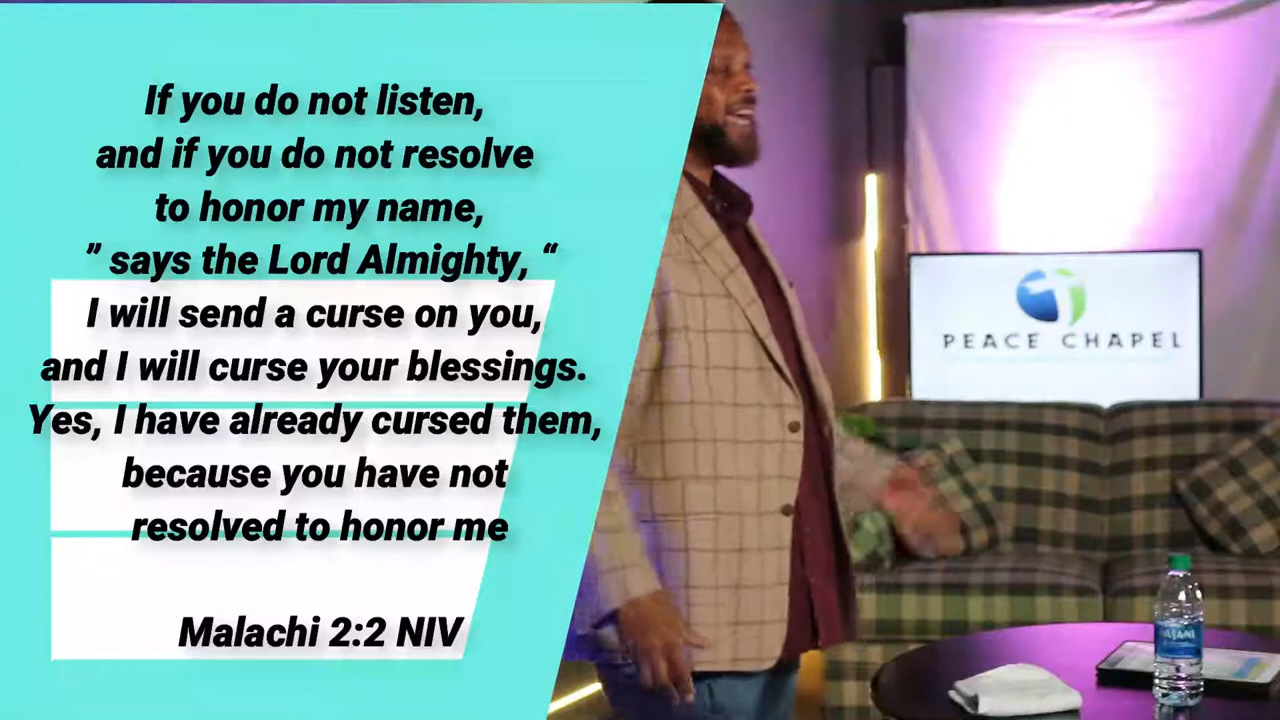 If you do not listen,
and if you do not resolve
to honor my name,
” says the Lord Almighty, “
I will send a curse on you,
and I will curse your blessings.
Yes, I have already cursed them,
because you have not
resolved to honor me
Malachi 2:2 NIV
PEACE CHAPEL
DASANI